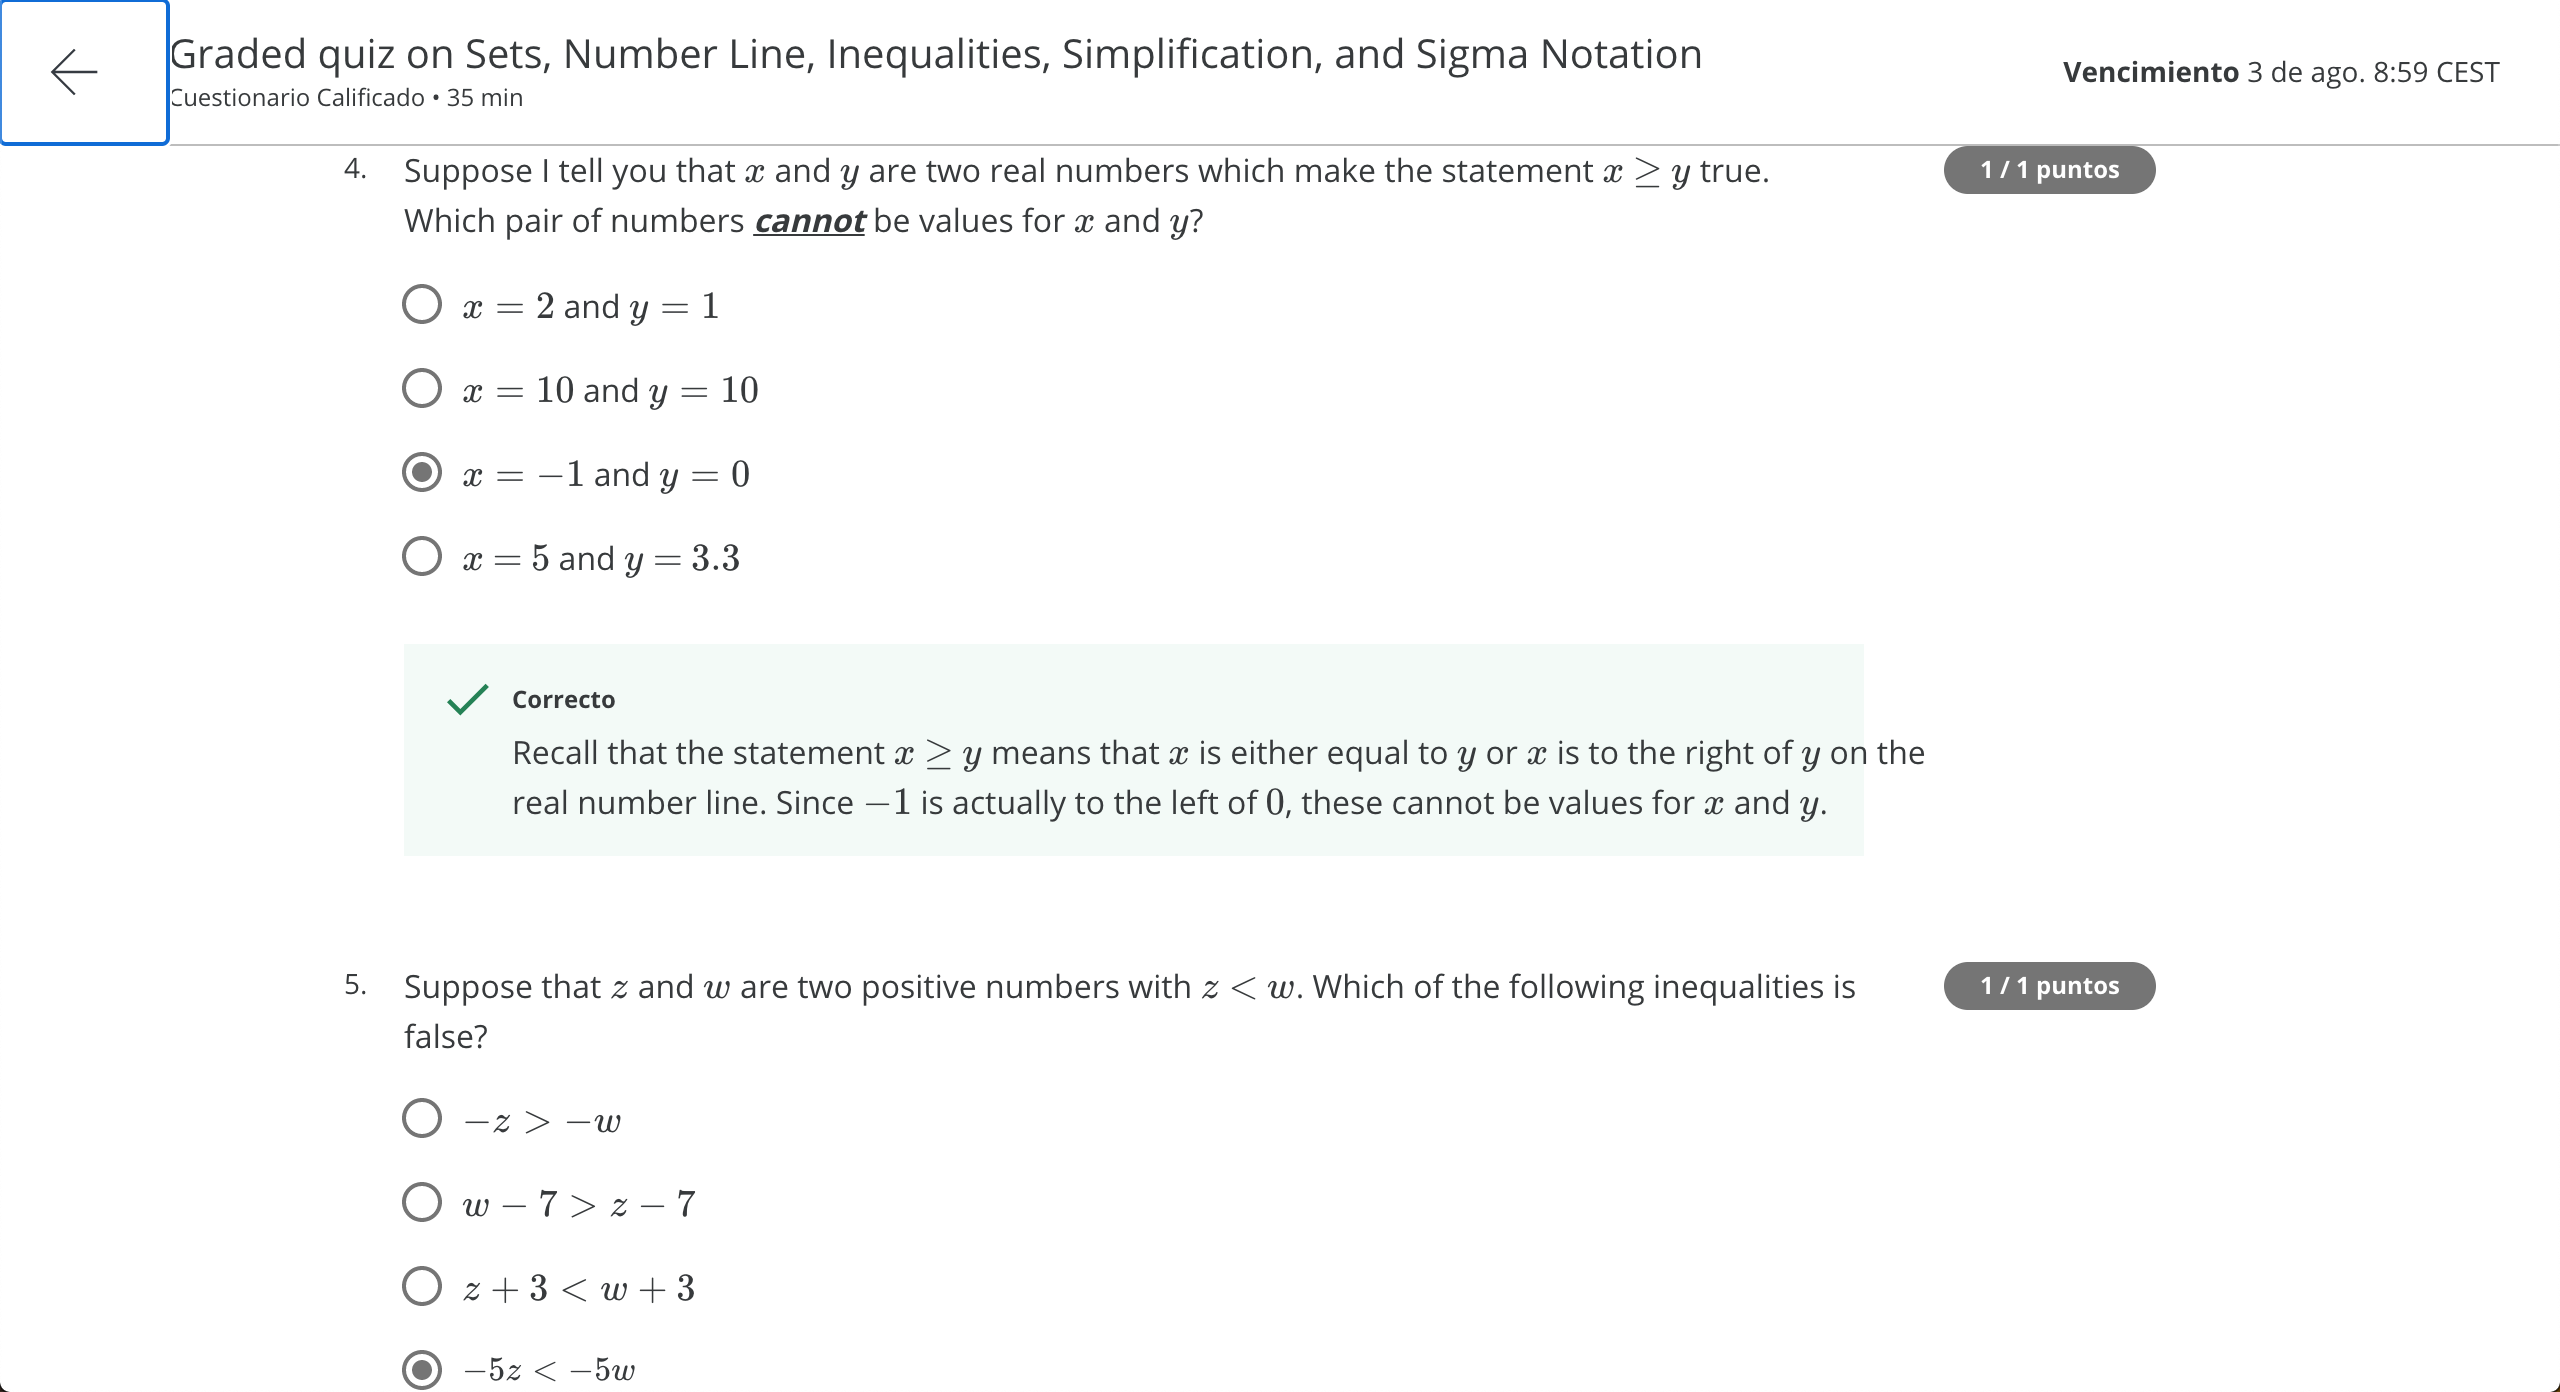 Graded quiz on Sets, Number Line, Inequalities, Simplification, and Sigma Notation
Cuestionario Calificado • 35 min
Vencimiento 3 de ago. 8:59 CEST
4. Suppose I tell you that x and y are two real numbers which make the statement x ≥ y true.
Which pair of numbers cannot be values for x and y?
1 / 1 puntos
x = 2 and y = 1
x = 10 and y = 10
x = −1 and y = 0
x = 5 and y = 3.3
Correcto
Recall that the statement x ≥ y means that x is either equal to y or x is to the right of y on the
real number line. Since −1 is actually to the left of 0, these cannot be values for x and y.
5. Suppose that z and w are two positive numbers with z < w. Which of the following inequalities is
false?
1 / 1 puntos
−z > −w
w − 7 > z − 7
z + 3 < w + 3
−5z < −5w